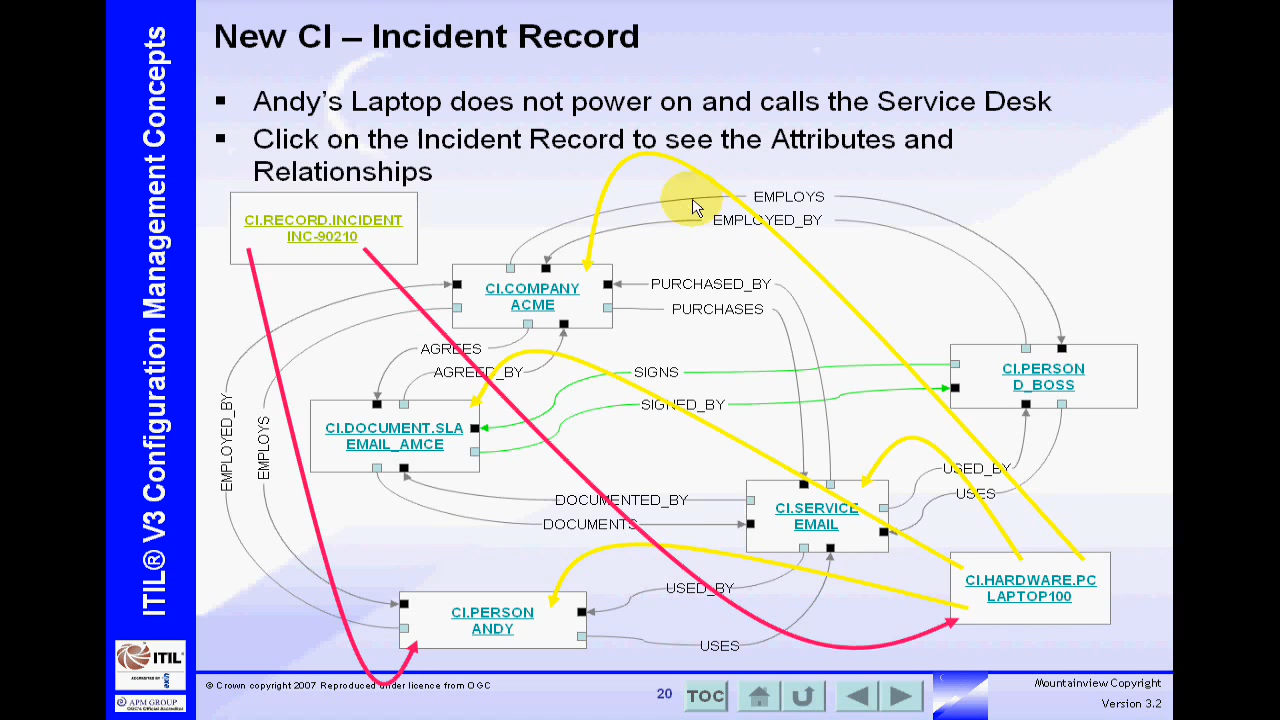 New CI – Incident Record
Andy's Laptop does not power on and calls the Service Desk
Click on the Incident Record to see the Attributes and
Relationships
ITIL® V3 Configuration Management Concepts
CI.RECORD.INCIDENT
INC-90210
EMPLOYS
EMPLOYED_BY
CI.COMPANY
ACME
PURCHASED_BY
PURCHASES
AGREES
AGREED_BY
SIGNS
SIGNED_BY
CI.PERSON
D_BOSS
EMPLOYED_BY
EMPLOYS
CI.DOCUMENT.SLA
EMAIL_AMCE
USED_BY
USES
DOCUMENTED_BY
DOCUMENTS
CI.SERVICE
EMAIL
CI.HARDWARE.PC
LAPTOP100
USED_BY
CI.PERSON
ANDY
USES
ITIL
APM GROUP
© Crown copyright 2007 Reproduced under licence from OGC
20
TOC
Mountainview Copyright
Version 3.2